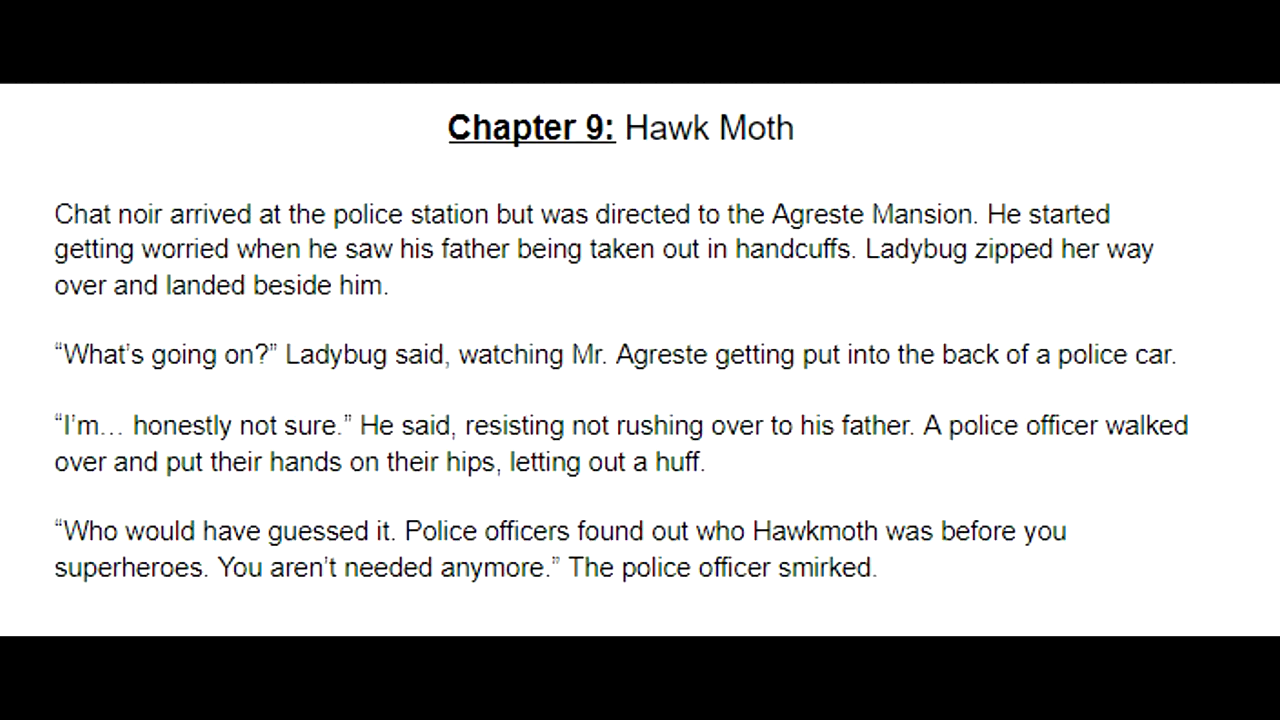 Chapter 9: Hawk Moth
Chat noir arrived at the police station but was directed to the Agreste Mansion. He started
getting worried when he saw his father being taken out in handcuffs. Ladybug zipped her way
over and landed beside him.
“What’s going on?” Ladybug said, watching Mr. Agreste getting put into the back of a police car.
“I’m… honestly not sure.” He said, resisting not rushing over to his father. A police officer walked
over and put their hands on their hips, letting out a huff.
“Who would have guessed it. Police officers found out who Hawkmoth was before you
superheroes. You aren’t needed anymore.” The police officer smirked.